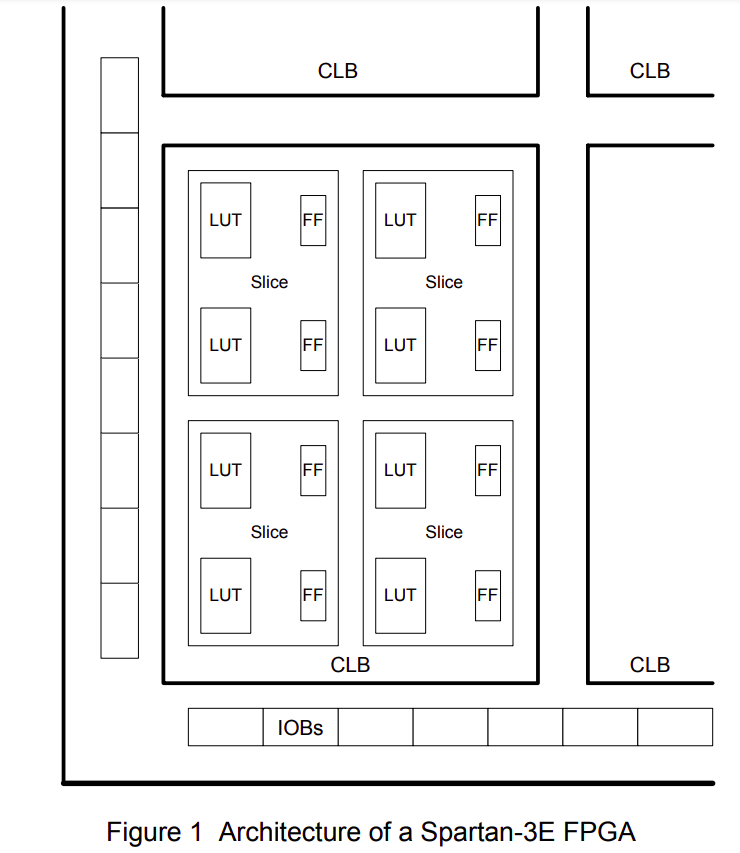 CLB CLB
LUT FF LUT FF
Slice Slice
LUT FF LUT FF
LUT FF LUT FF
Slice Slice
LUT FF LUT FF
CLB CLB
IOBs
Figure 1 Architecture of a Spartan-3E FPGA